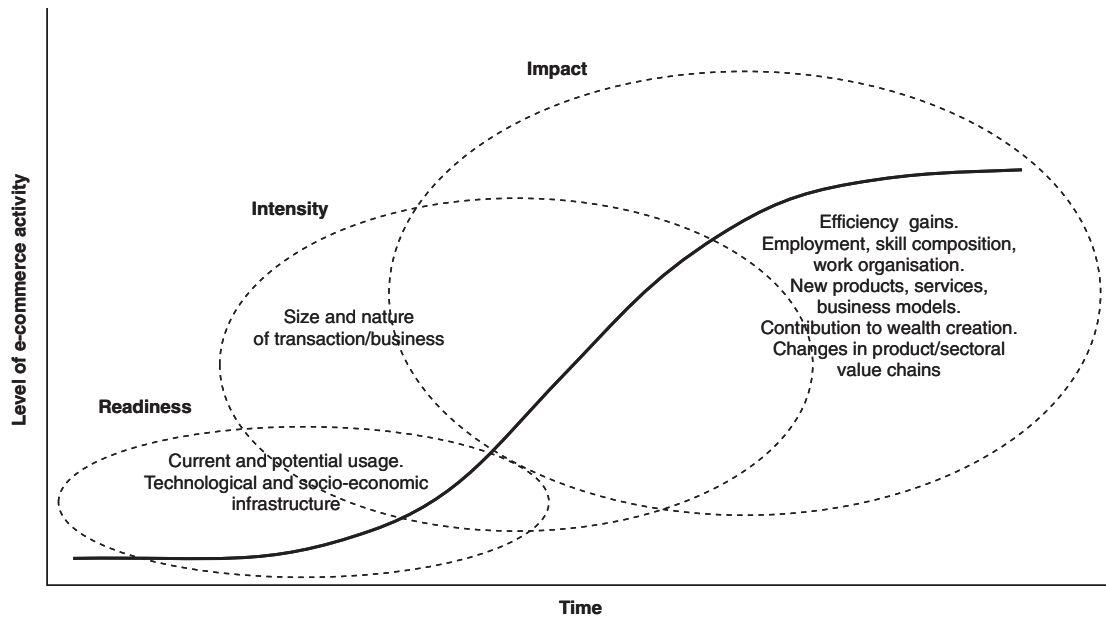 Impact
Intensity
Efficiency gains.
Employment, skill composition,
work organisation.
New products, services,
business models.
Contribution to wealth creation.
Changes in product/sectoral
value chains
Size and nature
of transaction/business
Readiness
Current and potential usage.
Technological and socio-economic
infrastructure
Level of e-commerce activity
Time